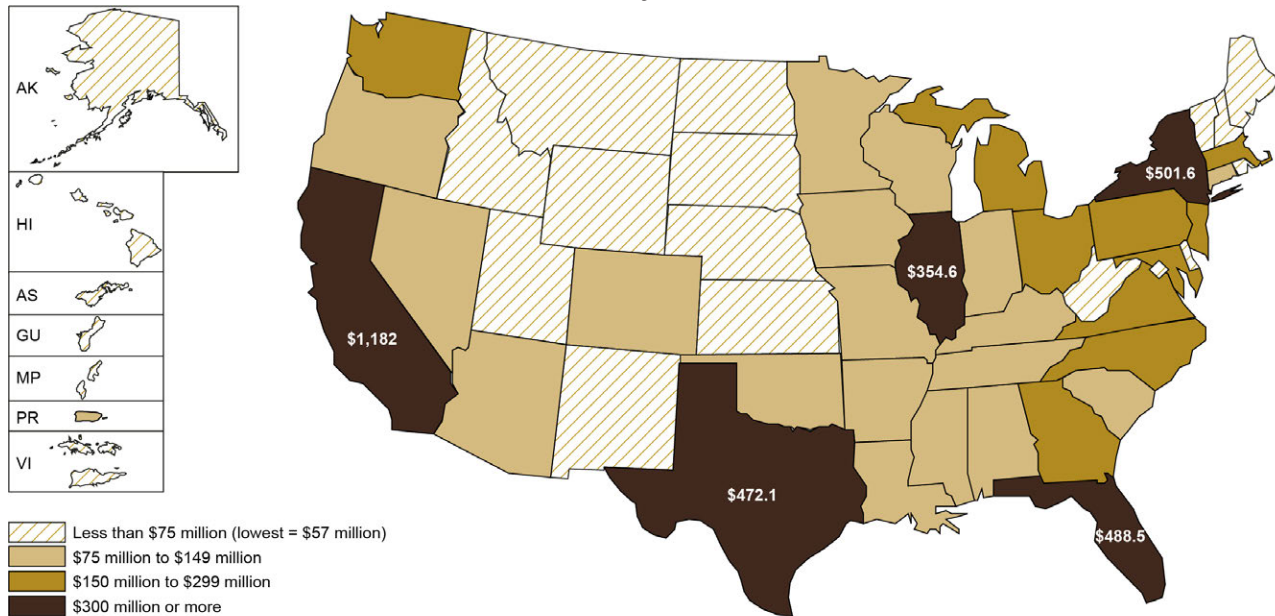 AK
HI
AS
GU
MP
PR
VI
$501.6
$354.6
$1,182
$472.1
$488.5
Less than $75 million (lowest = $57 million)
$75 million to $149 million
$150 million to $299 million
$300 million or more